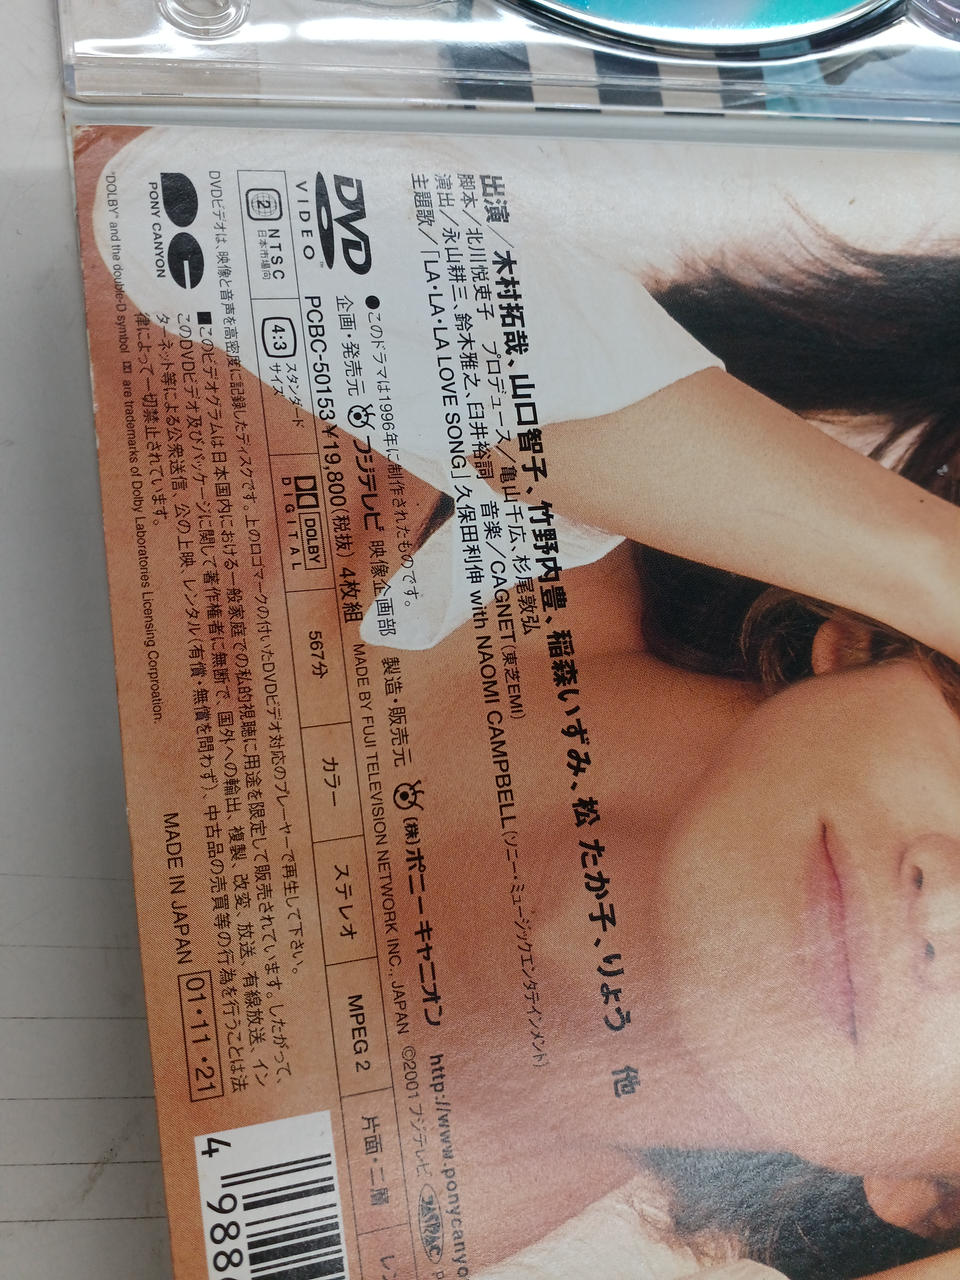 出演／木村拓哉、山口智子、竹野内豊、稲森いずみ、松 たか子、りょう 他
脚本／北川悦吏子 プロデュース／亀山千広、杉尾敦弘
演出／永山耕三、鈴木雅之、臼井裕詞 音楽／CAGNET(東芝EMI)
主題歌／「LA・LA・LA LOVE SONG」久保田利伸 with NAOMI CAMPBELL(ソニー・ミュージックエンタテインメント)
DVD VIDEO™
●このドラマは1996年に制作されたものです。
企画・発売元 フジテレビ 映像企画部 製造・販売元 (株)ポニーキャニオン http://www.ponycanyo
PCBC-50153 ¥19,800(税抜) 4枚組 MADE BY FUJI TELEVISION NETWORK INC., JAPAN ©2001 フジテレビ
2 NTSC 日本市場向 4:3 スタンダードサイズ DOLBY DIGITAL 567分 カラー ステレオ MPEG 2 片面・二層
DVDビデオは、映像と音声を高密度に記録したディスクです。上のロゴマークの付いたDVDビデオ対応のプレーヤーで再生して下さい。
PONY CANYON
■このビデオグラムは日本国内における一般家庭での私的視聴に用途を限定して販売されています。したがって、
このDVDビデオ及びパッケージに関して著作権者に無断で、国外への輸出、複製、改変、放送、有線放送、イン
ターネット等による公衆送信、公の上映、レンタル(有償・無償を問わず)、中古品の売買等の行為を行うことは法
律によって一切禁止されています。
MADE IN JAPAN 01・11・21
"DOLBY" and the double-D symbol are trademarks of Dolby Laboratories Licensing Corproation.
4 988